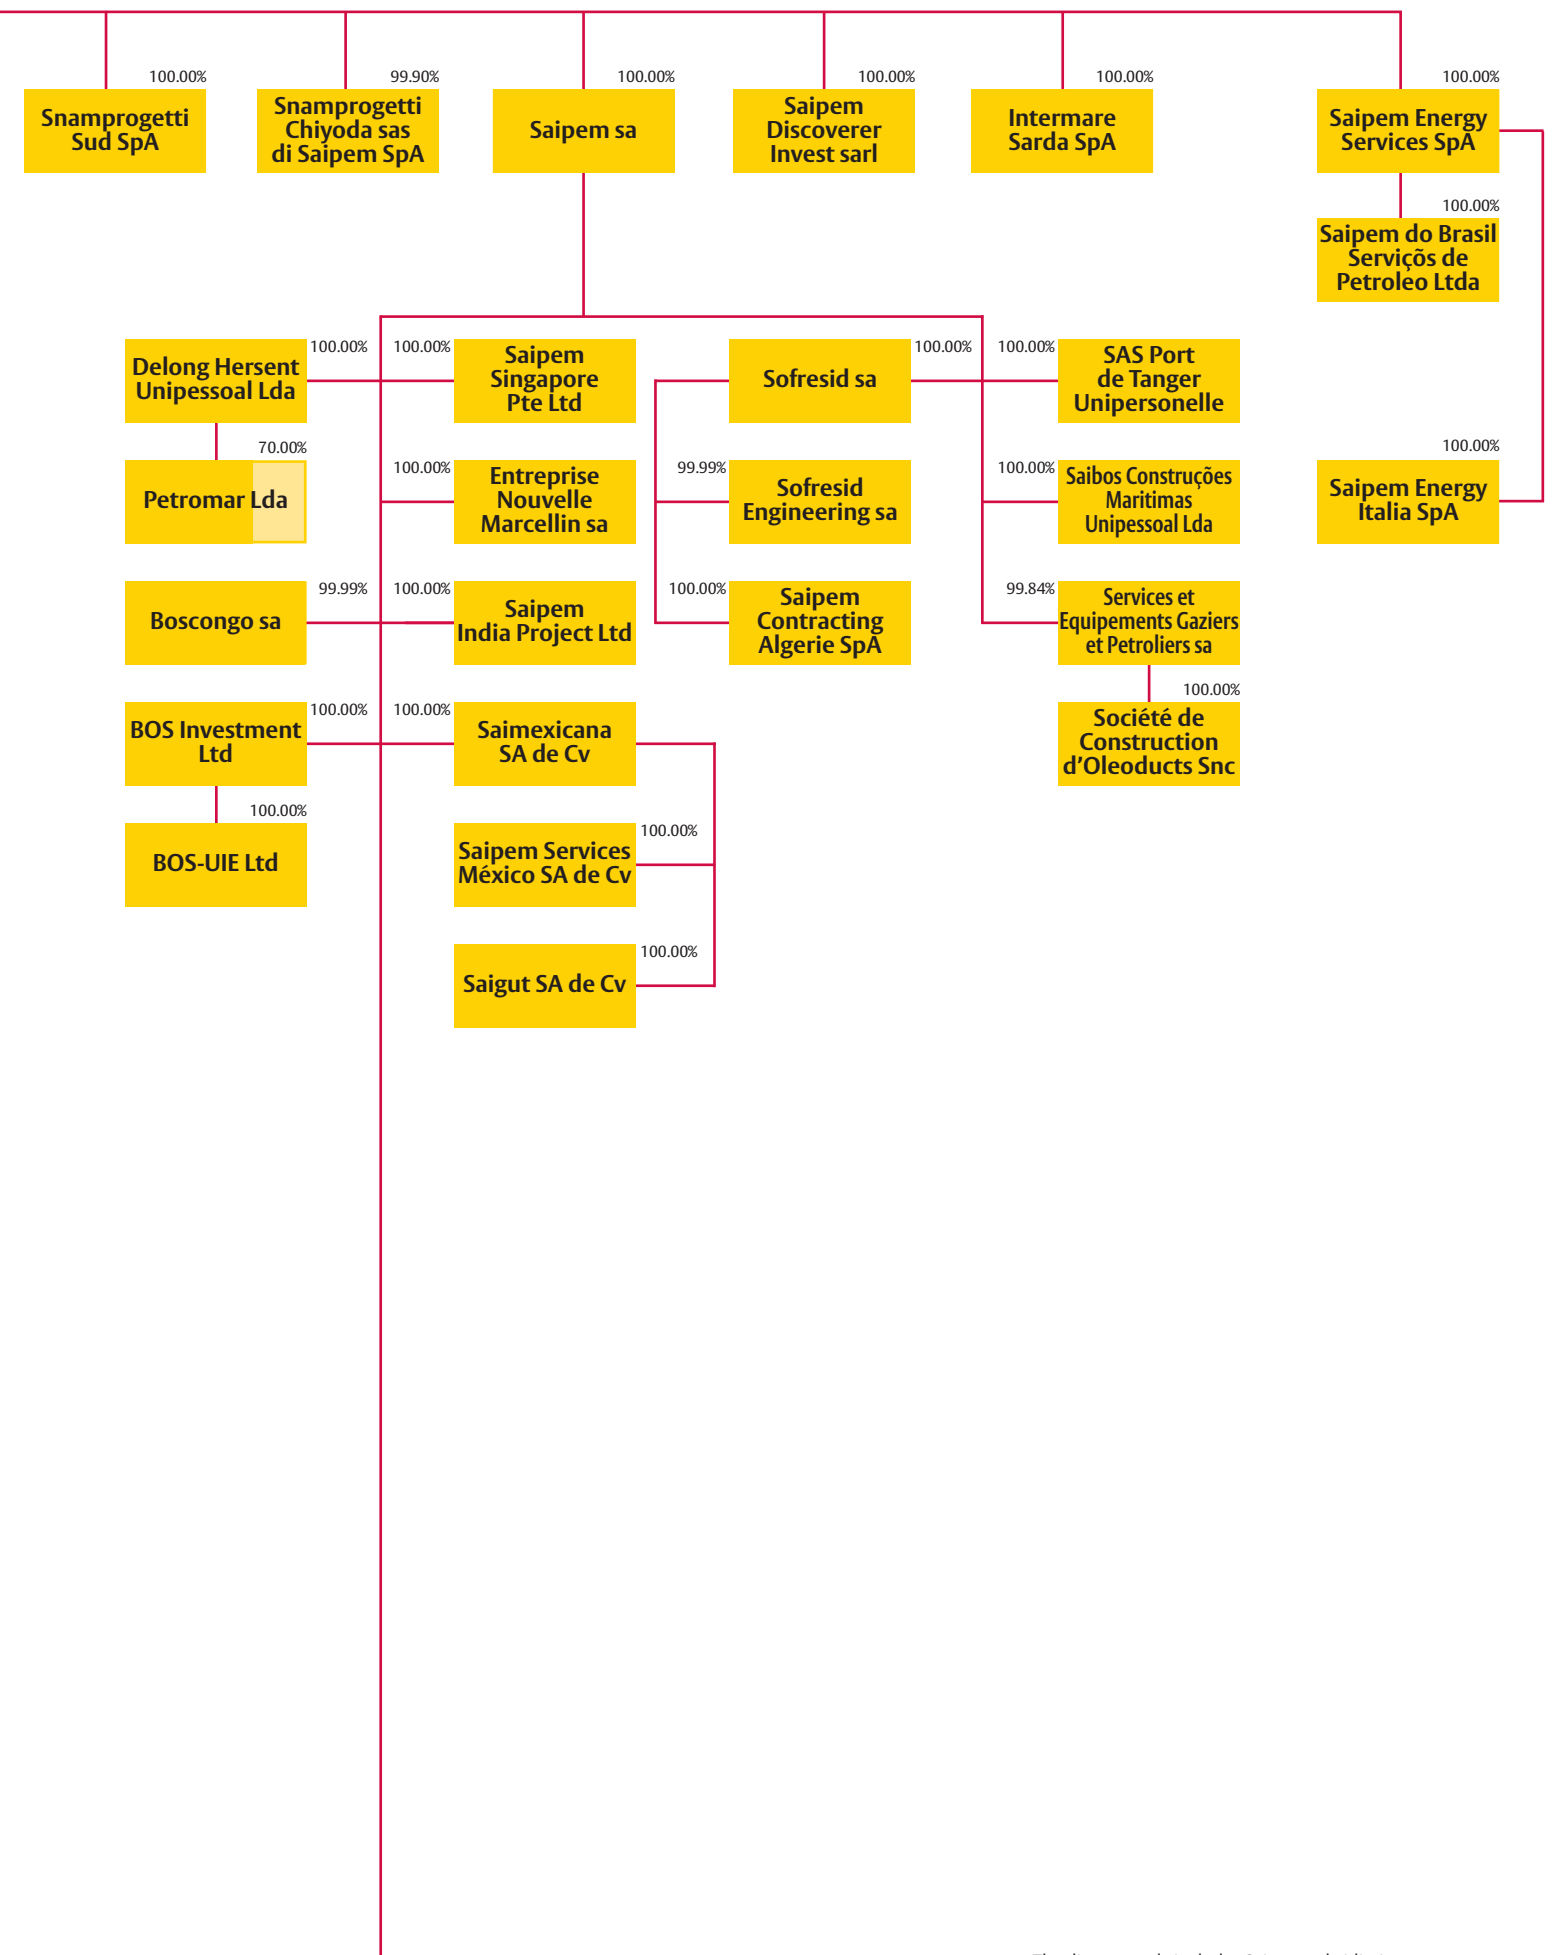 100.00%
Snamprogetti
Sud SpA
99.90%
Snamprogetti
Chiyoda sas
di Saipem SpA
100.00%
Saipem sa
100.00%
Saipem
Discoverer
Invest sarl
100.00%
Intermare
Sarda SpA
100.00%
Saipem Energy
Services SpA
100.00%
Saipem do Brasil
Serviçõs de
Petroleo Ltda
100.00%
Delong Hersent
Unipessoal Lda
100.00%
Saipem
Singapore
Pte Ltd
100.00%
Sofresid sa
100.00%
SAS Port
de Tanger
Unipersonelle
70.00%
Petromar Lda
100.00%
Entreprise
Nouvelle
Marcellin sa
99.99%
Sofresid
Engineering sa
100.00%
Saibos Construções
Maritimas
Unipessoal Lda
100.00%
Saipem Energy
Italia SpA
99.99%
Boscongo sa
100.00%
Saipem
India Project Ltd
100.00%
Saipem
Contracting
Algerie SpA
99.84%
Services et
Equipements Gaziers
et Petroliers sa
100.00%
BOS Investment
Ltd
100.00%
Saimexicana
SA de Cv
100.00%
Société de
Construction
d'Oleoducts Snc
100.00%
BOS-UIE Ltd
100.00%
Saipem Services
México SA de Cv
100.00%
Saigut SA de Cv